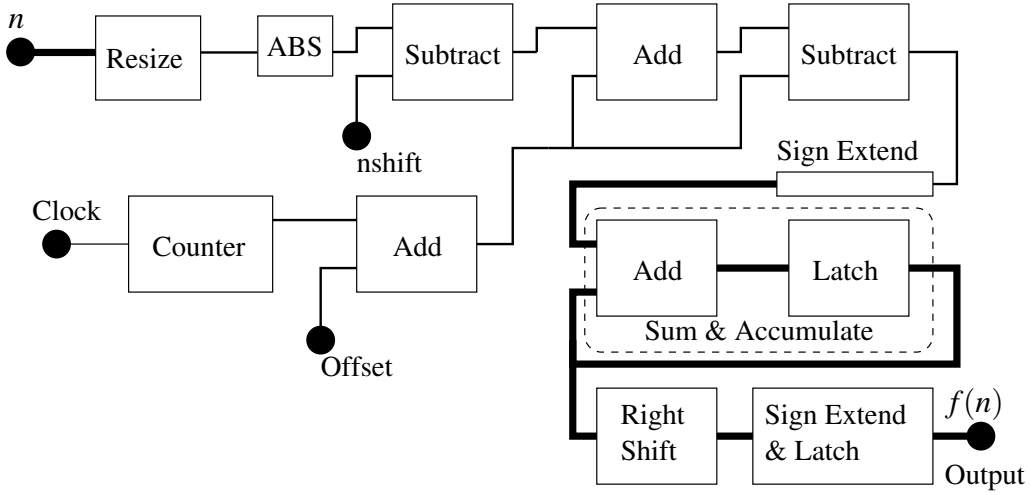 n
Resize
ABS
Subtract
Add
Subtract
nshift
Sign Extend
Clock
Counter
Add
Add
Latch
Sum & Accumulate
Offset
Right
Shift
Sign Extend
& Latch
f(n)
Output